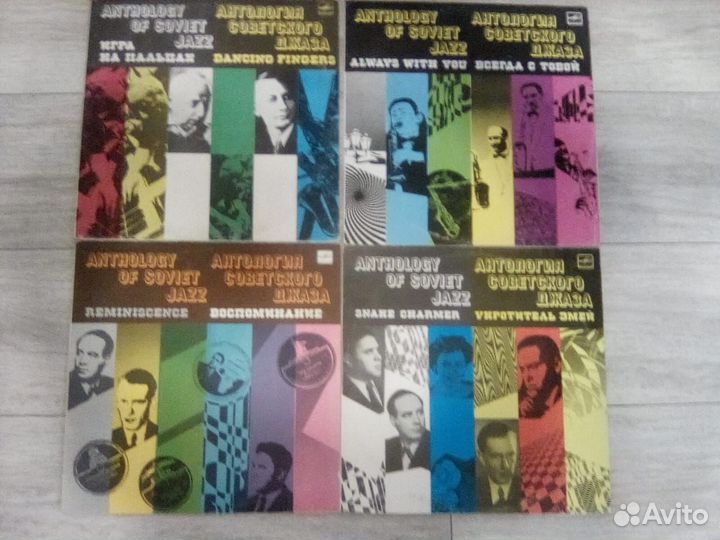 ANTHOLOGY
OF SOVIET
JAZZ
АНТОЛОГИЯ
СОВЕТСКОГО
ДЖАЗА
ИГРА
НА ПАЛЬЦАХ
DANCING FINGERS
ANTHOLOGY
OF SOVIET
JAZZ
АНТОЛОГИЯ
СОВЕТСКОГО
ДЖАЗА
ALWAYS WITH YOU
ВСЕГДА С ТОБОЙ
ANTHOLOGY
OF SOVIET
JAZZ
АНТОЛОГИЯ
СОВЕТСКОГО
ДЖАЗА
REMINISCENCE
ВОСПОМИНАНИЕ
ANTHOLOGY
OF SOVIET
JAZZ
АНТОЛОГИЯ
СОВЕТСКОГО
ДЖАЗА
SNAKE CHARMER
УКРОТИТЕЛЬ ЗМЕЙ
Avito